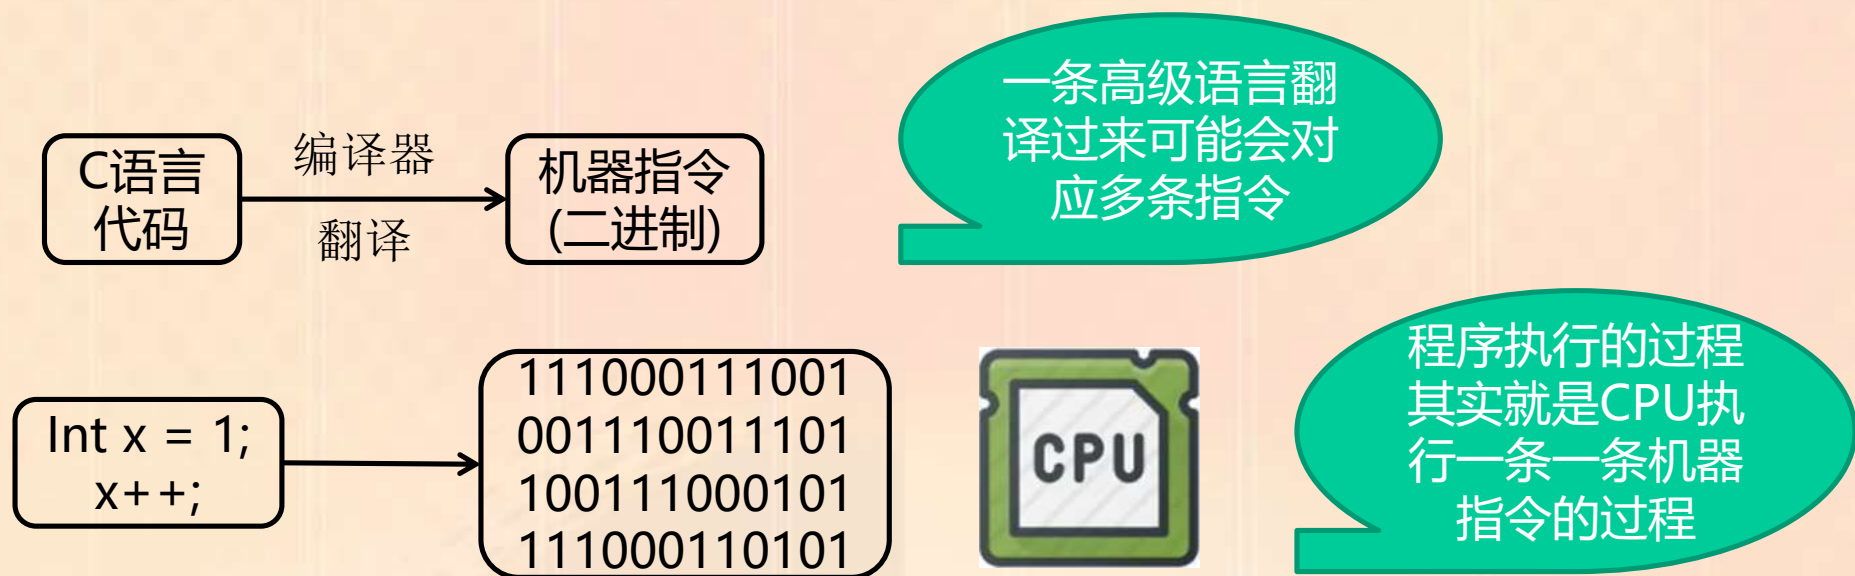 C语言
代码
编译器
翻译
机器指令
(二进制)
一条高级语言翻
译过来可能会对
应多条指令
Int x = 1;
x++;
111000111001
001110011101
100111000101
111000110101
CPU
程序执行的过程
其实就是CPU执
行一条一条机器
指令的过程